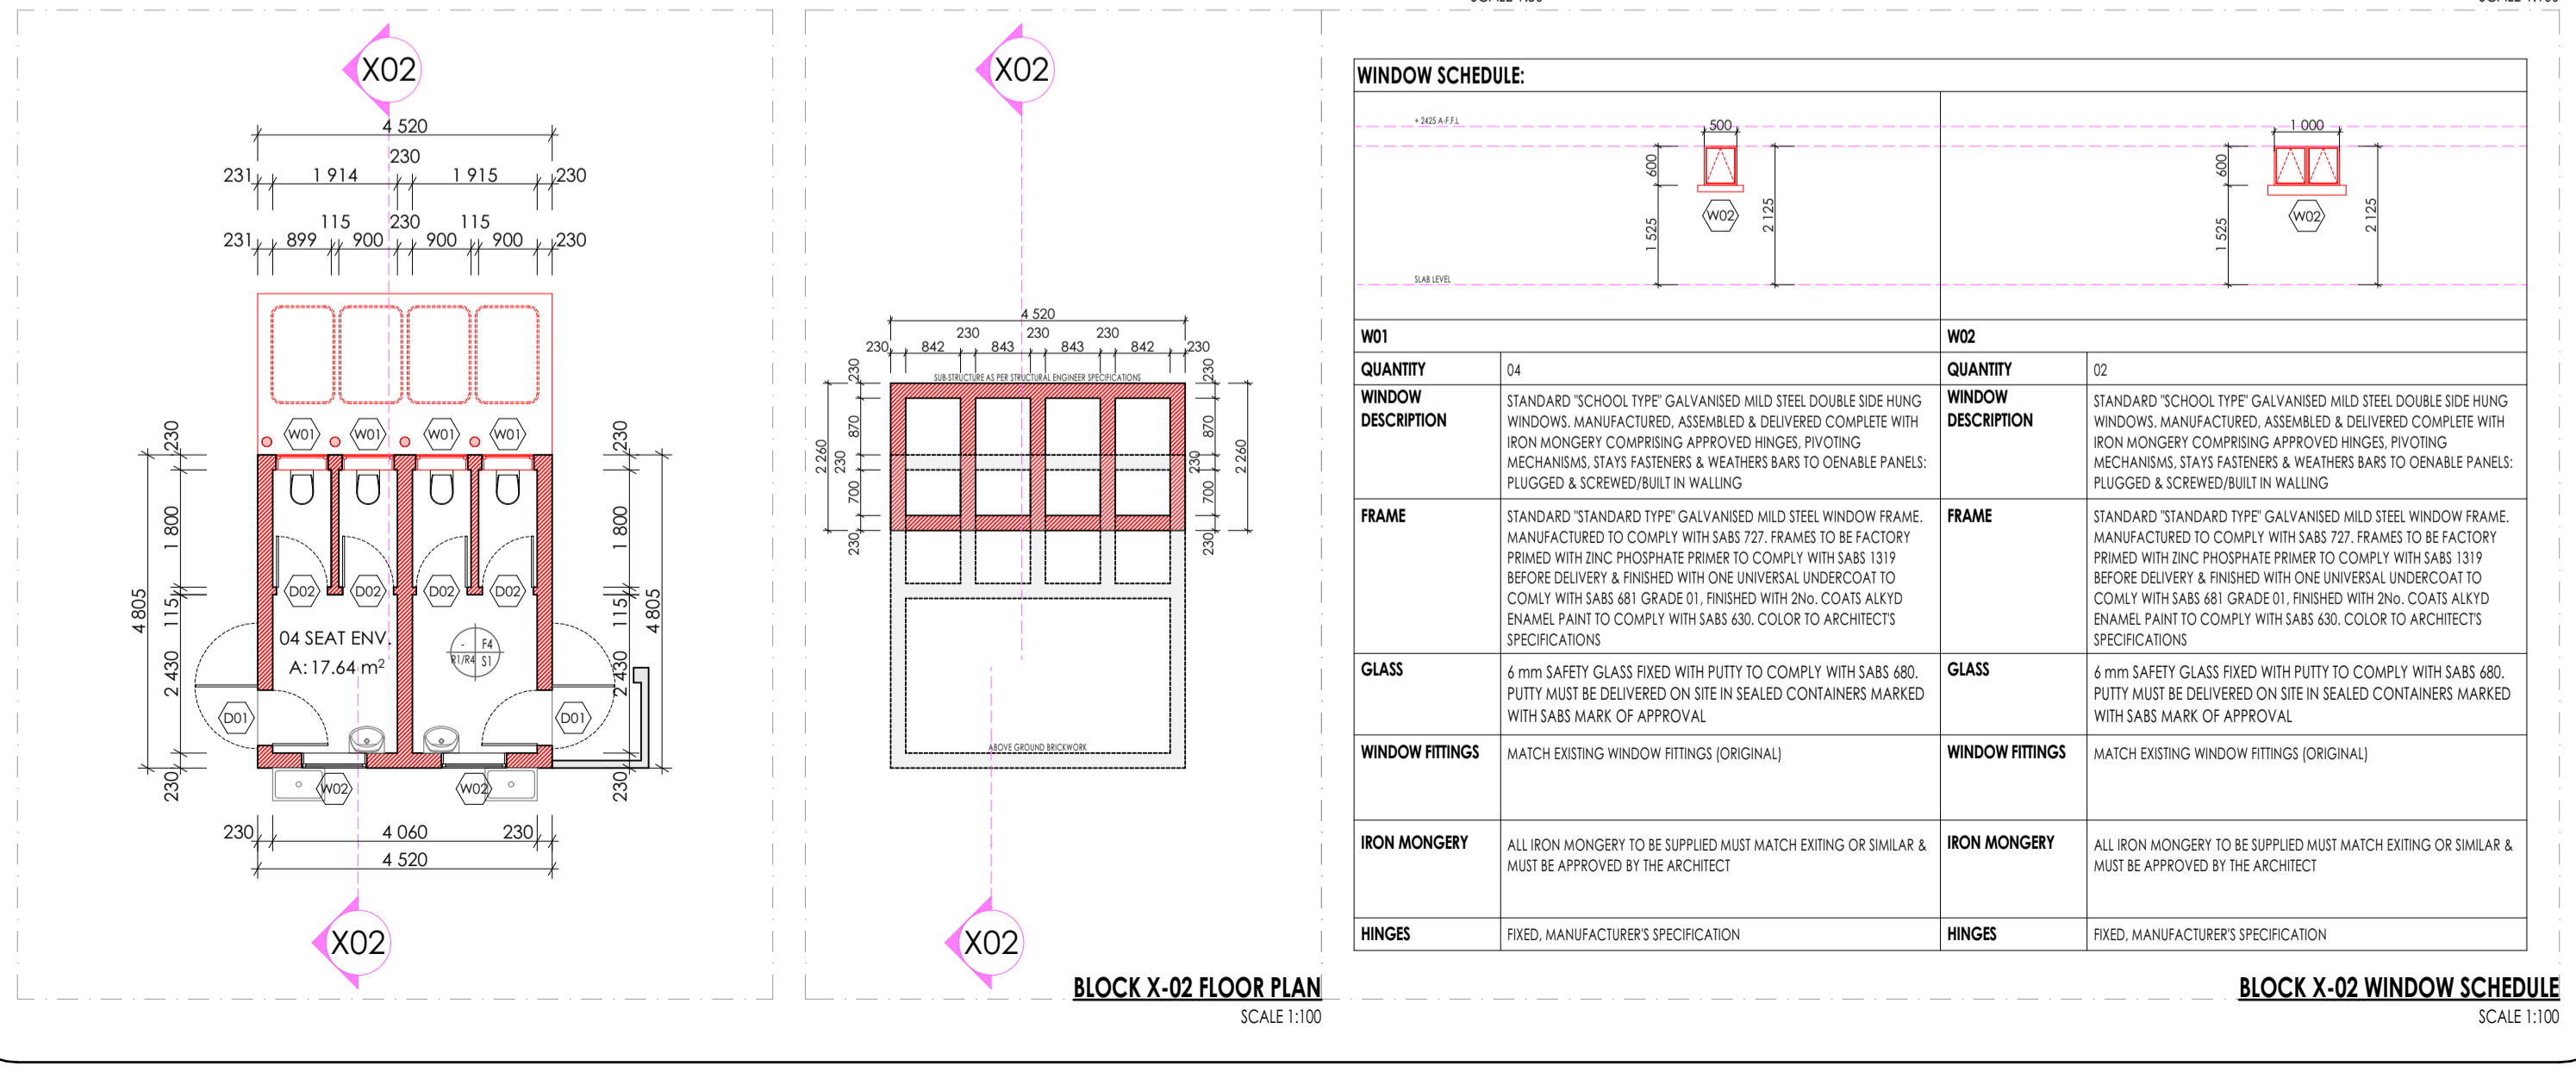 X02
4 520
230
231
1 914
1 915
230
115
230
115
231
899
900
900
900
230
W01
W01
W01
W01
230
230
1 800
1 800
D02
D02
D02
D02
4 805
115
115
4 805
04 SEAT ENV.
A: 17.64 m²
-
F4
R1/R4
S1
2 430
2 430
D01
D01
W02
W02
230
230
230
4 060
230
4 520
X02
X02
4 520
230
230
230
230
842
843
843
842
230
SUB-STRUCTURE AS PER STRUCTURAL ENGINEER SPECIFICATIONS
230
230
870
870
2 260
230
230
2 260
700
700
230
230
ABOVE GROUND BRICKWORK
X02
BLOCK X-02 FLOOR PLAN
SCALE 1:100
WINDOW SCHEDULE:
+ 2425 A-F.F.L
500
600
W02
2 125
1 525
SLAB LEVEL
1 000
600
W02
2 125
1 525
W01
QUANTITY
04
WINDOW
DESCRIPTION
STANDARD "SCHOOL TYPE" GALVANISED MILD STEEL DOUBLE SIDE HUNG
WINDOWS. MANUFACTURED, ASSEMBLED & DELIVERED COMPLETE WITH
IRON MONGERY COMPRISING APPROVED HINGES, PIVOTING
MECHANISMS, STAYS FASTENERS & WEATHERS BARS TO OENABLE PANELS:
PLUGGED & SCREWED/BUILT IN WALLING
FRAME
STANDARD "STANDARD TYPE" GALVANISED MILD STEEL WINDOW FRAME.
MANUFACTURED TO COMPLY WITH SABS 727. FRAMES TO BE FACTORY
PRIMED WITH ZINC PHOSPHATE PRIMER TO COMPLY WITH SABS 1319
BEFORE DELIVERY & FINISHED WITH ONE UNIVERSAL UNDERCOAT TO
COMLY WITH SABS 681 GRADE 01, FINISHED WITH 2No. COATS ALKYD
ENAMEL PAINT TO COMPLY WITH SABS 630. COLOR TO ARCHITECT'S
SPECIFICATIONS
GLASS
6 mm SAFETY GLASS FIXED WITH PUTTY TO COMPLY WITH SABS 680.
PUTTY MUST BE DELIVERED ON SITE IN SEALED CONTAINERS MARKED
WITH SABS MARK OF APPROVAL
WINDOW FITTINGS
MATCH EXISTING WINDOW FITTINGS (ORIGINAL)
IRON MONGERY
ALL IRON MONGERY TO BE SUPPLIED MUST MATCH EXITING OR SIMILAR &
MUST BE APPROVED BY THE ARCHITECT
HINGES
FIXED, MANUFACTURER'S SPECIFICATION
W02
QUANTITY
02
WINDOW
DESCRIPTION
STANDARD "SCHOOL TYPE" GALVANISED MILD STEEL DOUBLE SIDE HUNG
WINDOWS. MANUFACTURED, ASSEMBLED & DELIVERED COMPLETE WITH
IRON MONGERY COMPRISING APPROVED HINGES, PIVOTING
MECHANISMS, STAYS FASTENERS & WEATHERS BARS TO OENABLE PANELS:
PLUGGED & SCREWED/BUILT IN WALLING
FRAME
STANDARD "STANDARD TYPE" GALVANISED MILD STEEL WINDOW FRAME.
MANUFACTURED TO COMPLY WITH SABS 727. FRAMES TO BE FACTORY
PRIMED WITH ZINC PHOSPHATE PRIMER TO COMPLY WITH SABS 1319
BEFORE DELIVERY & FINISHED WITH ONE UNIVERSAL UNDERCOAT TO
COMLY WITH SABS 681 GRADE 01, FINISHED WITH 2No. COATS ALKYD
ENAMEL PAINT TO COMPLY WITH SABS 630. COLOR TO ARCHITECT'S
SPECIFICATIONS
GLASS
6 mm SAFETY GLASS FIXED WITH PUTTY TO COMPLY WITH SABS 680.
PUTTY MUST BE DELIVERED ON SITE IN SEALED CONTAINERS MARKED
WITH SABS MARK OF APPROVAL
WINDOW FITTINGS
MATCH EXISTING WINDOW FITTINGS (ORIGINAL)
IRON MONGERY
ALL IRON MONGERY TO BE SUPPLIED MUST MATCH EXITING OR SIMILAR &
MUST BE APPROVED BY THE ARCHITECT
HINGES
FIXED, MANUFACTURER'S SPECIFICATION
BLOCK X-02 WINDOW SCHEDULE
SCALE 1:100